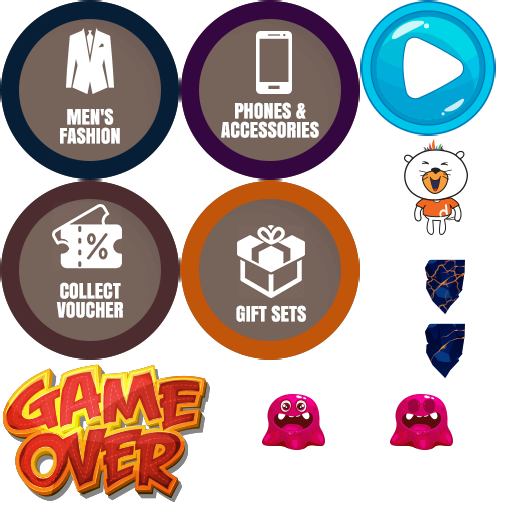 MEN'S
FASHION
PHONES &
ACCESSORIES
COLLECT
VOUCHER
GIFT SETS
GAME
OVER